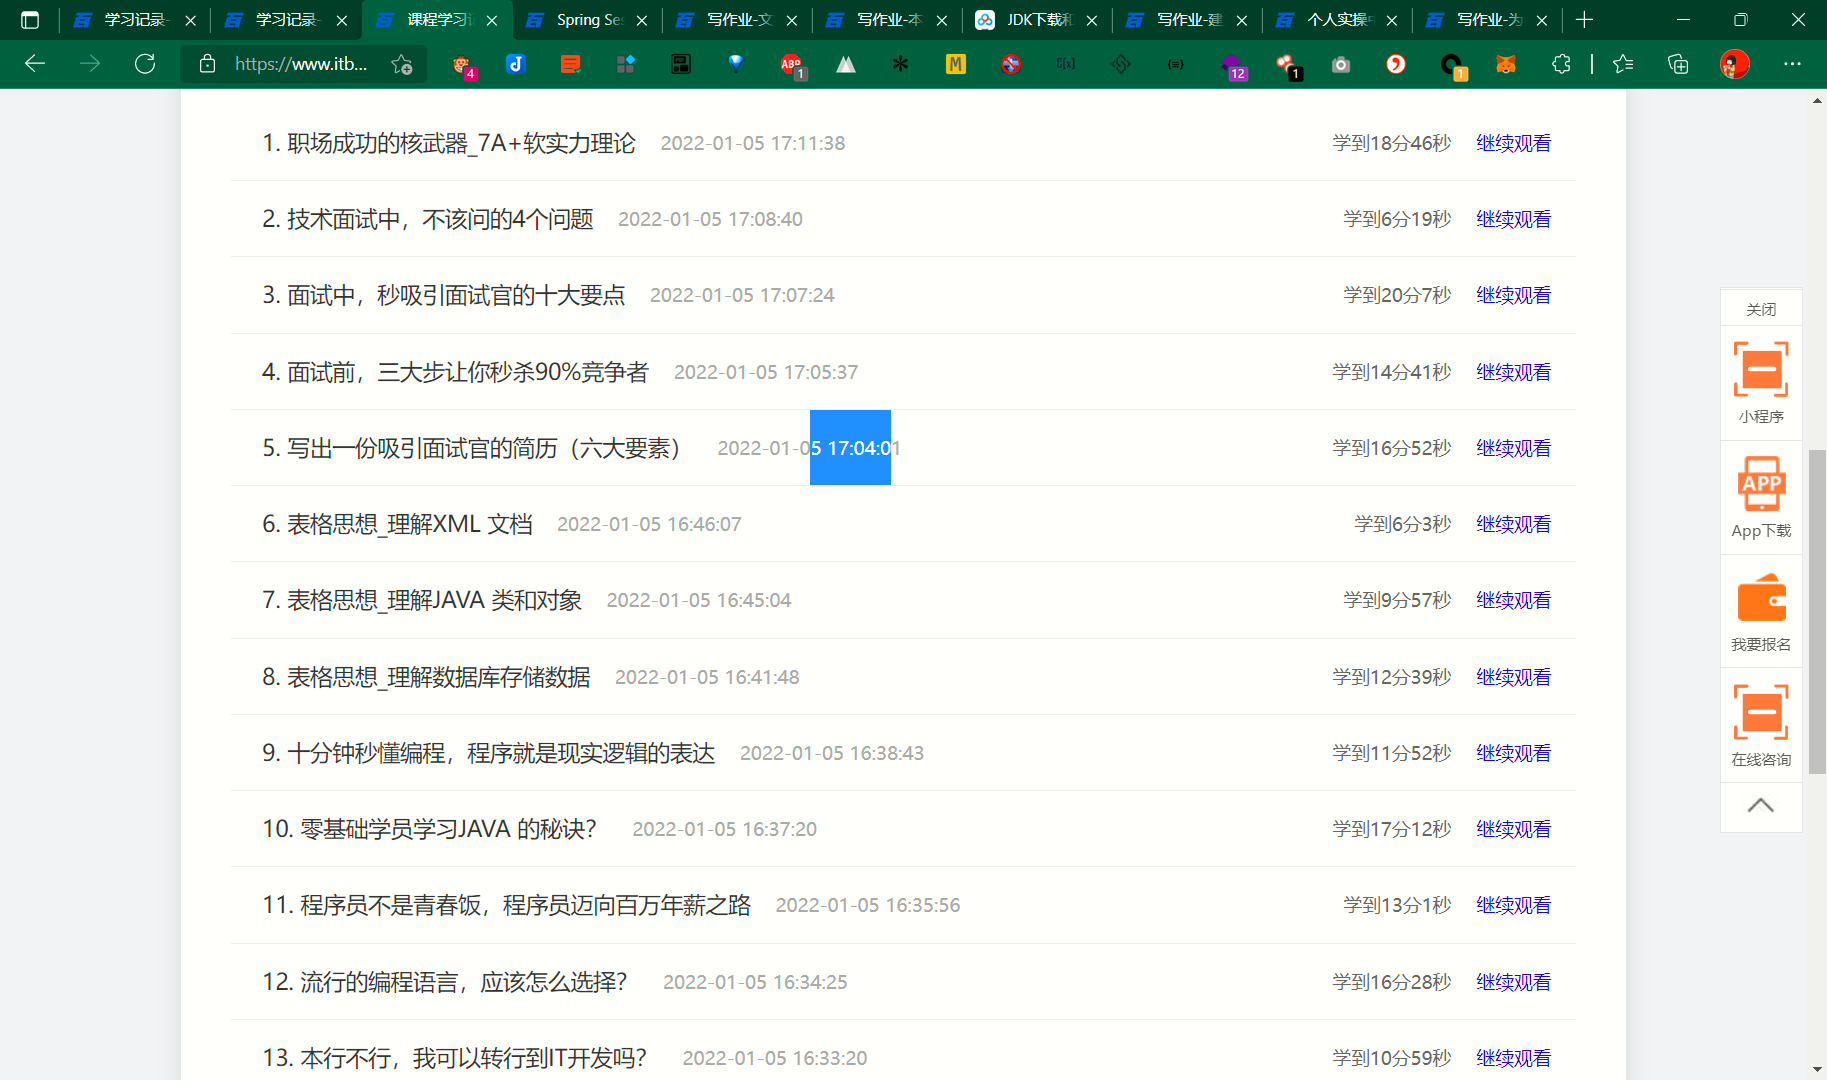 学习记录-
学习记录-
课程学习记
Spring Ses
写作业-文
写作业-本
JDK下载和
写作业-建
个人实操中
写作业-为
https://www.itb...
4
ABP
1
M
C[x]
{≡}
12
1
1
1. 职场成功的核武器_7A+软实力理论 2022-01-05 17:11:38 学到18分46秒 继续观看
2. 技术面试中，不该问的4个问题 2022-01-05 17:08:40 学到6分19秒 继续观看
3. 面试中，秒吸引面试官的十大要点 2022-01-05 17:07:24 学到20分7秒 继续观看
4. 面试前，三大步让你秒杀90%竞争者 2022-01-05 17:05:37 学到14分41秒 继续观看
5. 写出一份吸引面试官的简历（六大要素） 2022-01-05 17:04:01 学到16分52秒 继续观看
6. 表格思想_理解XML 文档 2022-01-05 16:46:07 学到6分3秒 继续观看
7. 表格思想_理解JAVA 类和对象 2022-01-05 16:45:04 学到9分57秒 继续观看
8. 表格思想_理解数据库存储数据 2022-01-05 16:41:48 学到12分39秒 继续观看
9. 十分钟秒懂编程，程序就是现实逻辑的表达 2022-01-05 16:38:43 学到11分52秒 继续观看
10. 零基础学员学习JAVA 的秘诀？ 2022-01-05 16:37:20 学到17分12秒 继续观看
11. 程序员不是青春饭，程序员迈向百万年薪之路 2022-01-05 16:35:56 学到13分1秒 继续观看
12. 流行的编程语言，应该怎么选择？ 2022-01-05 16:34:25 学到16分28秒 继续观看
13. 本行不行，我可以转行到IT开发吗？ 2022-01-05 16:33:20 学到10分59秒 继续观看
关闭
小程序
APP
App下载
我要报名
在线咨询